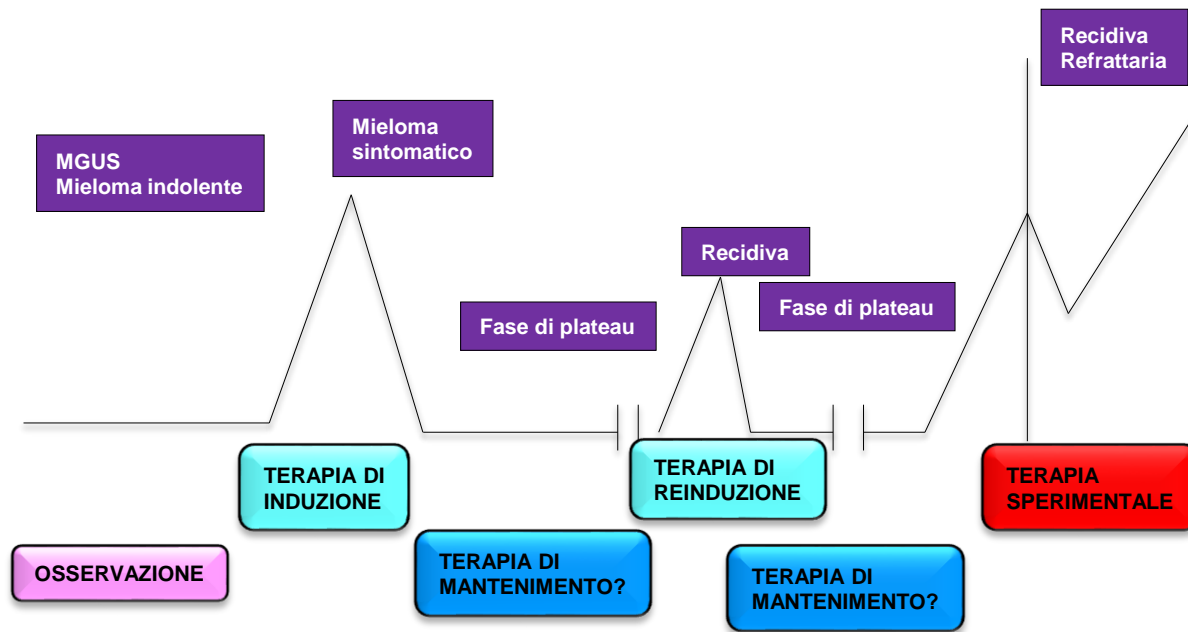 Recidiva
Refrattaria
Mieloma
sintomatico
MGUS
Mieloma indolente
Recidiva
Fase di plateau
Fase di plateau
TERAPIA DI
INDUZIONE
TERAPIA DI
REINDUZIONE
TERAPIA
SPERIMENTALE
OSSERVAZIONE
TERAPIA DI
MANTENIMENTO?
TERAPIA DI
MANTENIMENTO?